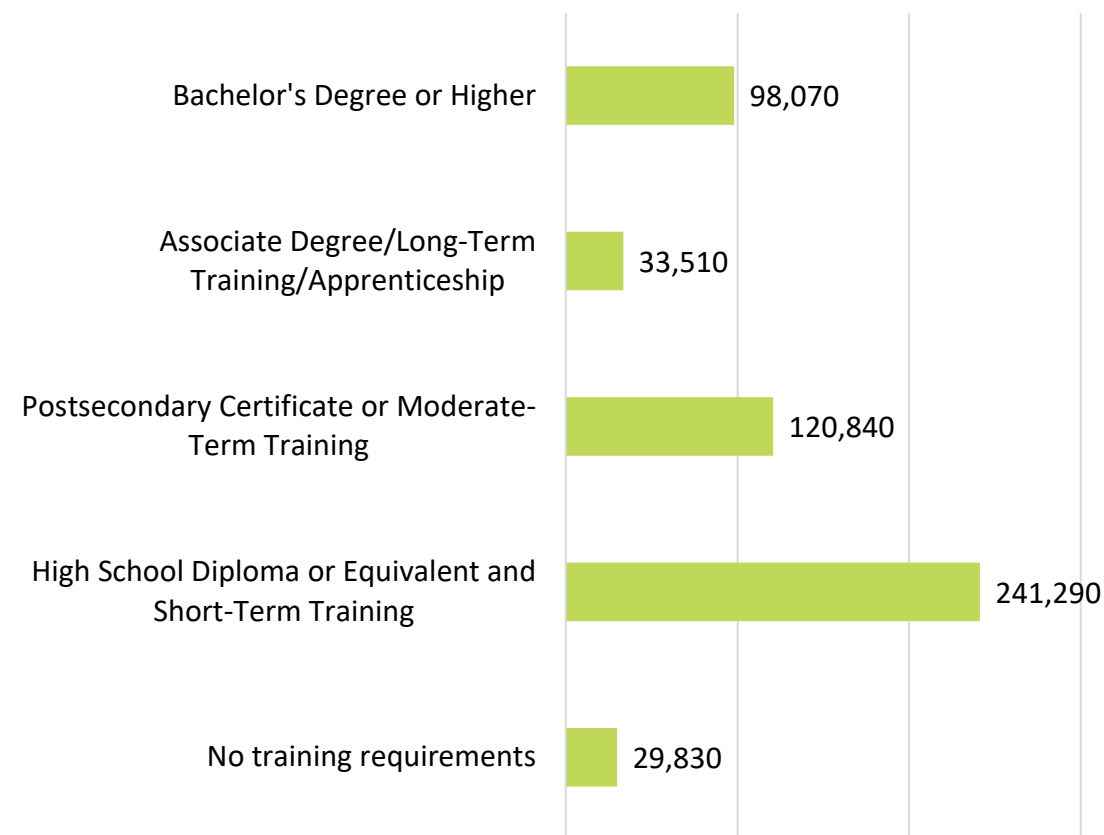 Bachelor's Degree or Higher
98,070
Associate Degree/Long-Term
Training/Apprenticeship
33,510
Postsecondary Certificate or Moderate-
Term Training
120,840
High School Diploma or Equivalent and
Short-Term Training
241,290
No training requirements
29,830